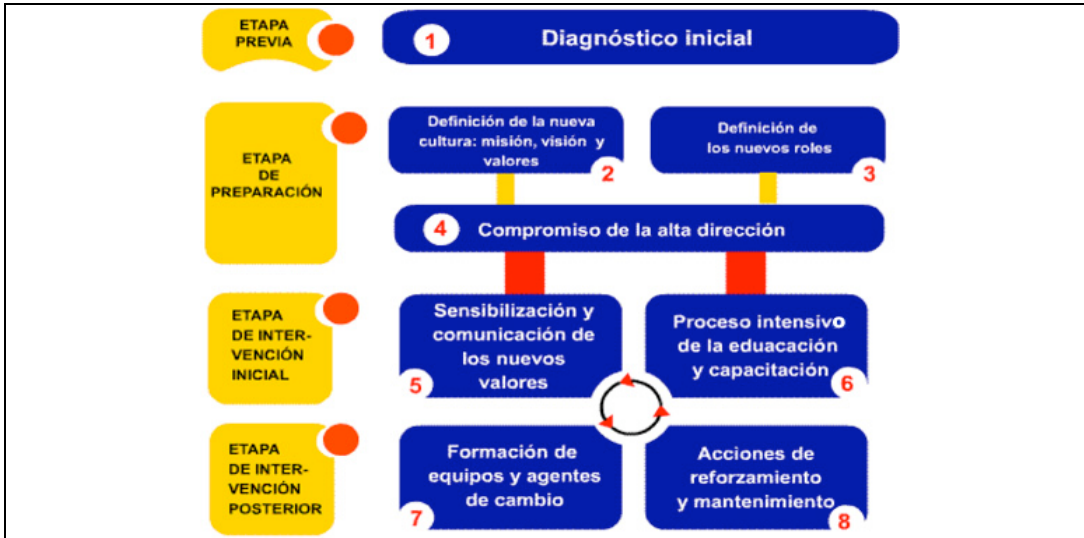 ETAPA
PREVIA
1
Diagnóstico inicial
ETAPA
DE
PREPARACIÓN
Definición de la nueva
cultura: misión, visión y
valores
2
Definición de
los nuevos roles
3
4
Compromiso de la alta dirección
ETAPA
DE INTER-
VENCIÓN
INICIAL
Sensibilización y
comunicación de
los nuevos
valores
5
Proceso intensivo
de la eduacación
y capacitación
6
ETAPA
DE INTER-
VENCIÓN
POSTERIOR
Formación de
equipos y agentes
de cambio
7
Acciones de
reforzamiento
y mantenimiento
8